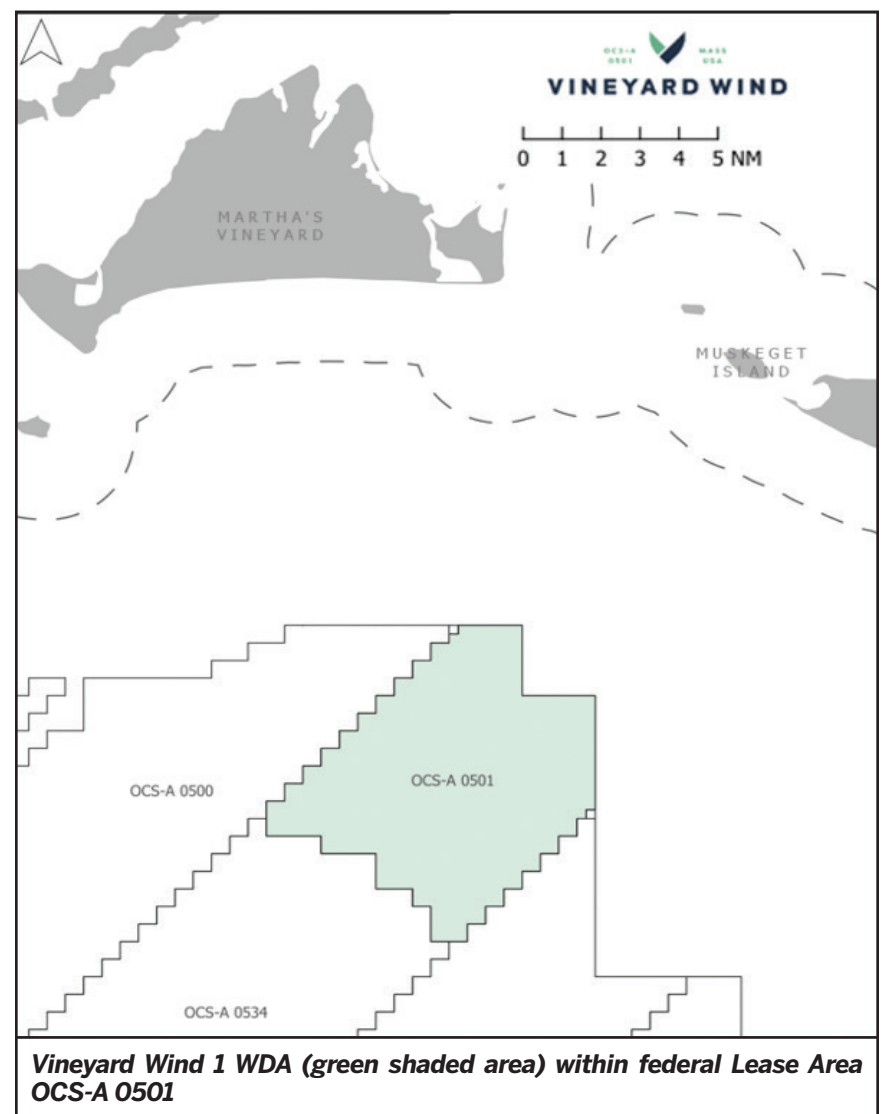 OCS-A MASS
0501 USA
VINEYARD WIND
0 1 2 3 4 5 NM
MARTHA'S
VINEYARD
MUSKEGET
ISLAND
OCS-A 0501
OCS-A 0500
OCS-A 0534
Vineyard Wind 1 WDA (green shaded area) within federal Lease Area
OCS-A 0501